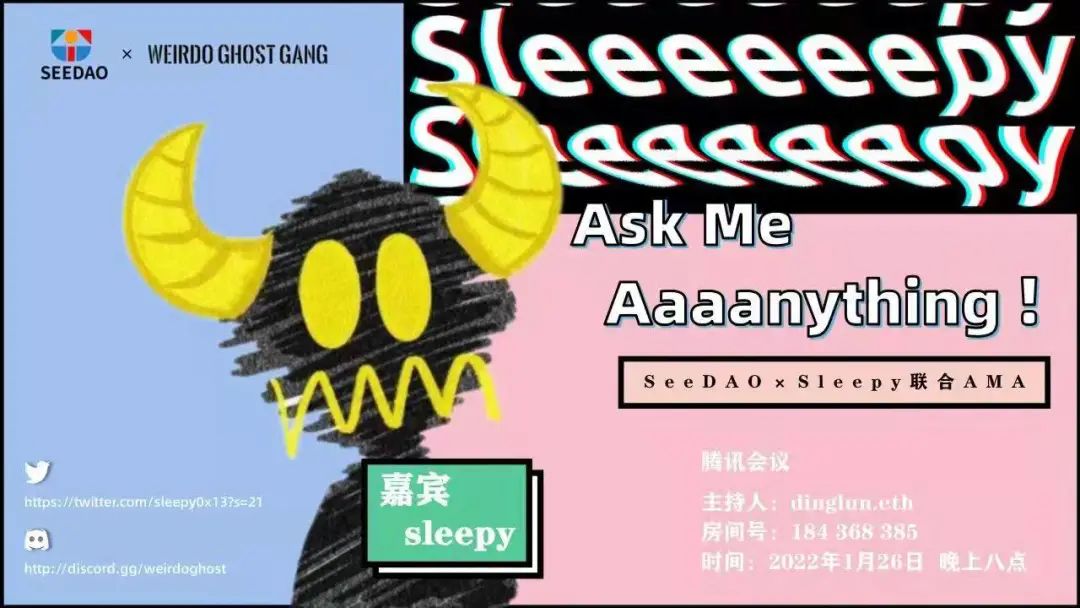 SEEDAO × WEIRDO GHOST GANG
Sleeeeeepy
Sleeeeeepy
Ask Me
Aaaanything！
SeeDAO×Sleepy联合AMA
腾讯会议
主持人：dinglun.eth
房间号：184 368 385
时间：2022年1月26日 晚上八点
嘉宾
sleepy
https://twitter.com/sleepy0x13?s=21
http://discord.gg/weirdoghost